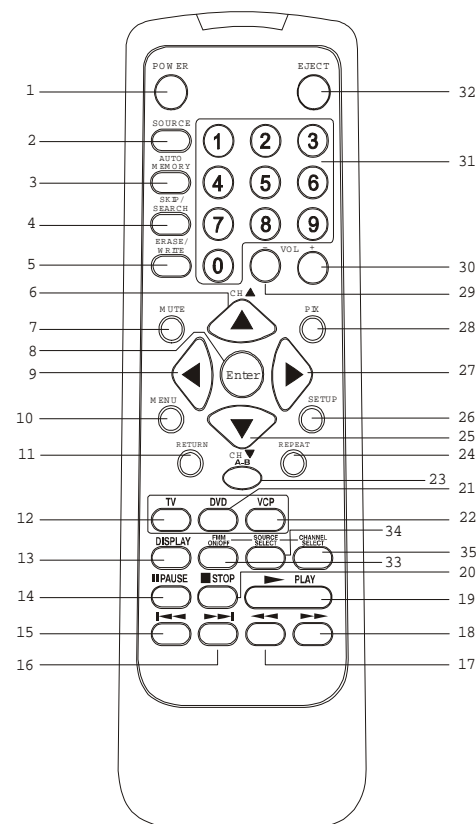 POWER EJECT
1 32
SOURCE
2 1 2 3
AUTO
MEMORY 31
3 4 5 6
SKIP/
SEARCH
4 7 8 9
ERASE/
WRITE
5 0 - VOL + 30
29
6 CH▲
MUTE PIX
7 28
8
9 Enter 27
MENU SETUP
10 26
25
RETURN CH▼ REPEAT
11 A-B 24
23
21
TV DVD VCP
12 22
34
DISPLAY FMM ON/OFF SOURCE SELECT CHANNEL SELECT
13 33 35
20
PAUSE STOP PLAY
14 19
15 18
16 17